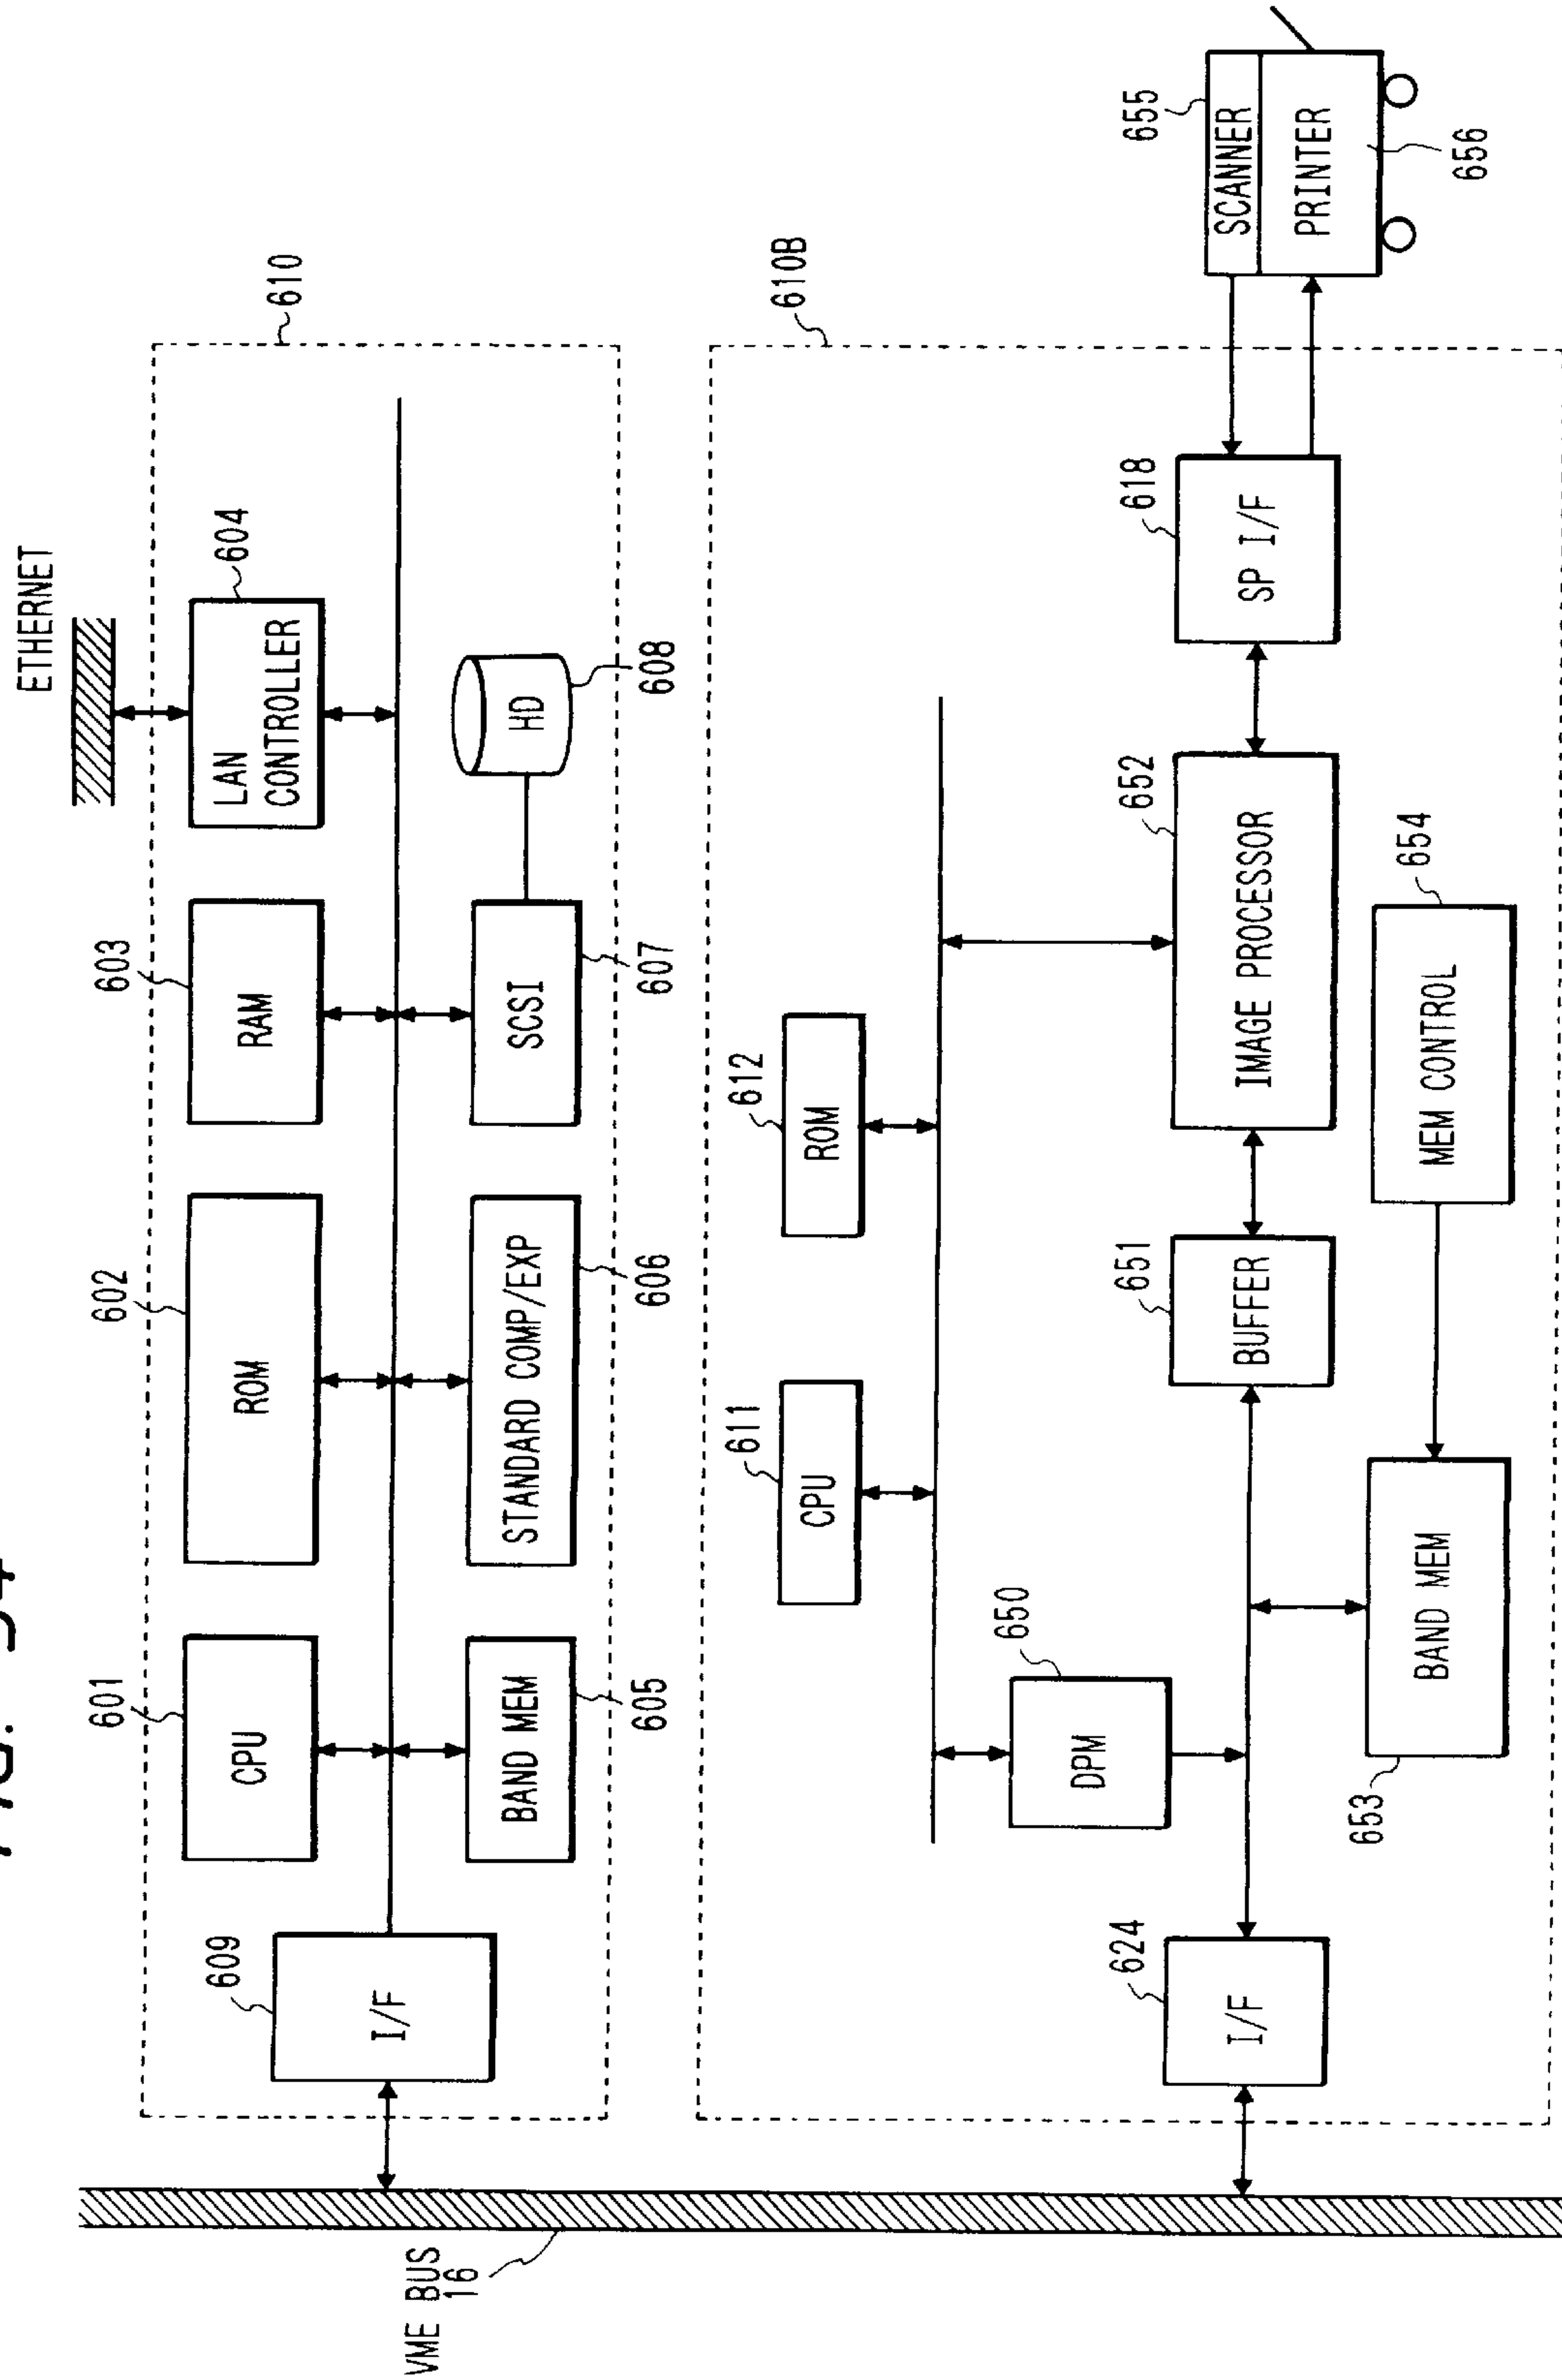 ETHERNET
610
601
602
603
604
CPU
ROM
RAM
LAN
CONTROLLER
609
I/F
BAND MEM
STANDARD COMP/EXP
SCSI
HD
605
606
607
608
VME BUS
16
610B
611
612
CPU
ROM
650
DPM
655
SCANNER
PRINTER
656
624
651
652
618
I/F
BUFFER
IMAGE PROCESSOR
SP I/F
653
BAND MEM
MEM CONTROL
654